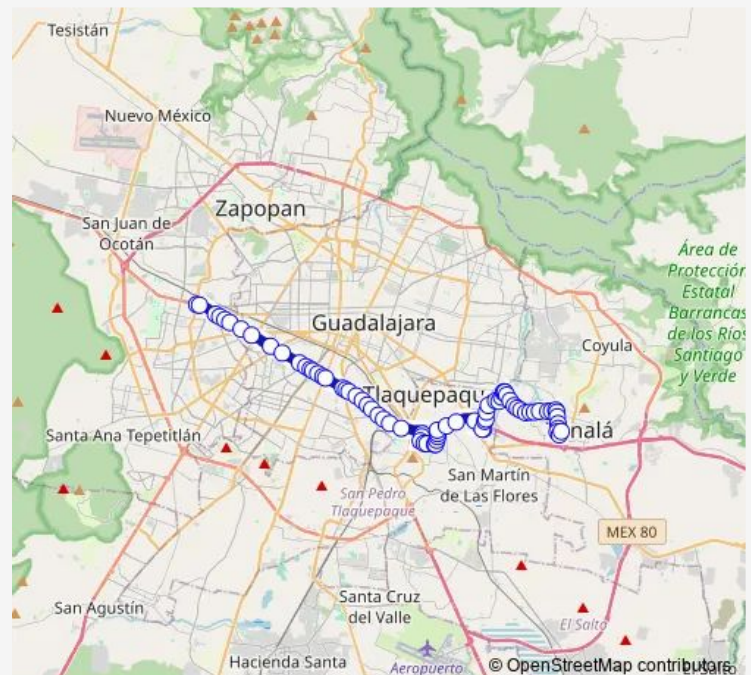 Tesistán
Nuevo México
San Juan de
Ocotán
Zapopan
Área de
Protección
Estatal
Barrancas
de los Ríos
Santiago
y Verde
Guadalajara
Coyula
Tlaquepaqu
Santa Ana Tepetitlán
nalá
San Martín
de Las Flores
San Pedro
Tlaquepaque
MEX 80
San Agustín
Santa Cruz
del Valle
El Salto
Hacienda Santa
Aeropuerto
© OpenStreetMap contributors